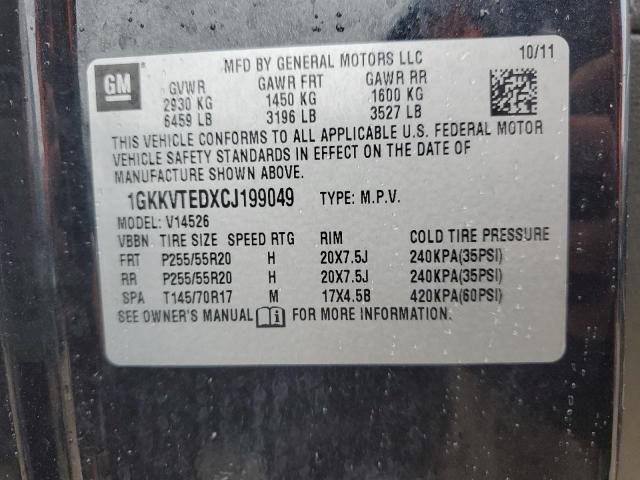 MFD BY GENERAL MOTORS LLC 10/11
GM
GVWR GAWR FRT GAWR RR
2930 KG 1450 KG 1600 KG
6459 LB 3196 LB 3527 LB
THIS VEHICLE CONFORMS TO ALL APPLICABLE U.S. FEDERAL MOTOR
VEHICLE SAFETY STANDARDS IN EFFECT ON THE DATE OF
MANUFACTURE SHOWN ABOVE.
1GKKVTEDXCJ199049 TYPE: M.P.V.
MODEL: V14526
VBBN TIRE SIZE SPEED RTG RIM COLD TIRE PRESSURE
FRT P255/55R20 H 20X7.5J 240KPA(35PSI)
RR P255/55R20 H 20X7.5J 240KPA(35PSI)
SPA T145/70R17 M 17X4.5B 420KPA(60PSI)
SEE OWNER'S MANUAL FOR MORE INFORMATION.